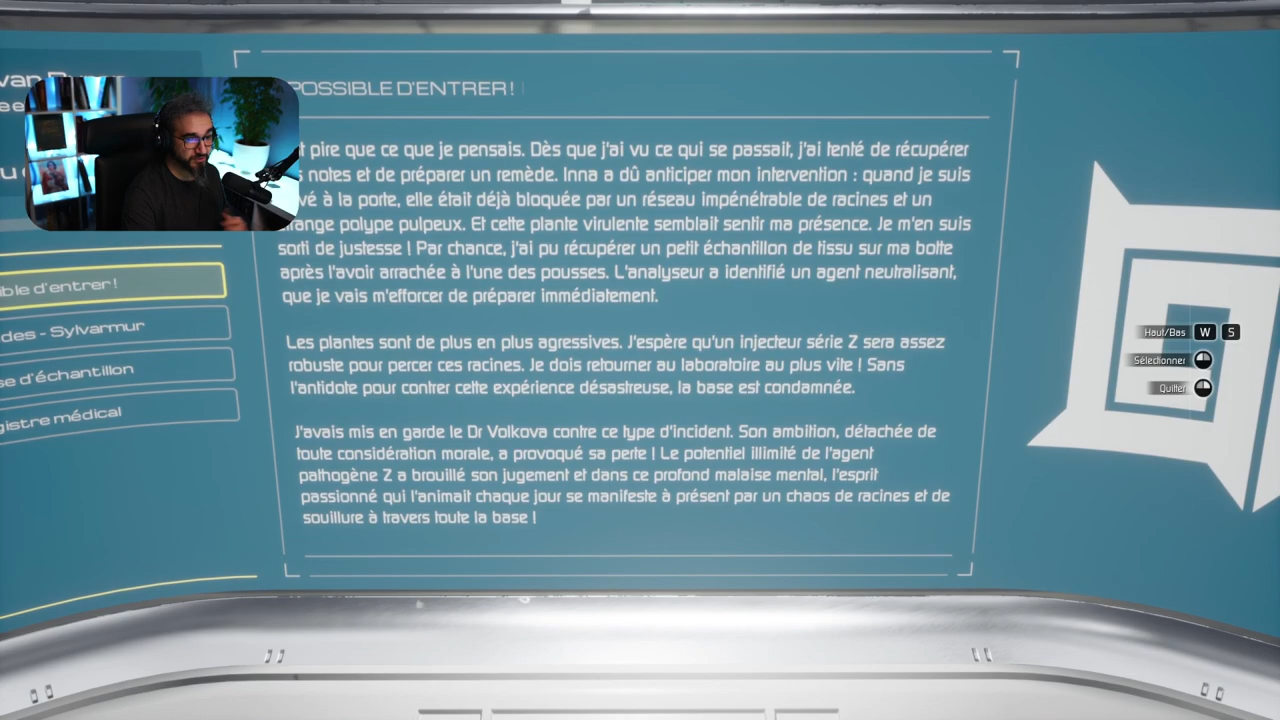 POSSIBLE D'ENTRER !
pire que ce que je pensais. Dès que j'ai vu ce qui se passait, j'ai tenté de récupérer
notes et de préparer un remède. Inna a dû anticiper mon intervention : quand je suis
vé à la porte, elle était déjà bloquée par un réseau impénétrable de racines et un
range polype pulpeux. Et cette plante virulente semblait sentir ma présence. Je m'en suis
sorti de justesse ! Par chance, j'ai pu récupérer un petit échantillon de tissu sur ma botte
après l'avoir arrachée à l'une des pousses. L'analyseur a identifié un agent neutralisant,
que je vais m'efforcer de préparer immédiatement.
Les plantes sont de plus en plus agressives. J'espère qu'un injecteur série Z sera assez
robuste pour percer ces racines. Je dois retourner au laboratoire au plus vite ! Sans
l'antidote pour contrer cette expérience désastreuse, la base est condamnée.
J'avais mis en garde le Dr Volkova contre ce type d'incident. Son ambition, détachée de
toute considération morale, a provoqué sa perte ! Le potentiel illimité de l'agent
pathogène Z a brouillé son jugement et dans ce profond malaise mental, l'esprit
passionné qui l'animait chaque jour se manifeste à présent par un chaos de racines et de
souillure à travers toute la base !
ible d'entrer !
des - Sylvarmur
se d'échantillon
gistre médical
Haut/Bas W S
Sélectionner
Quitter